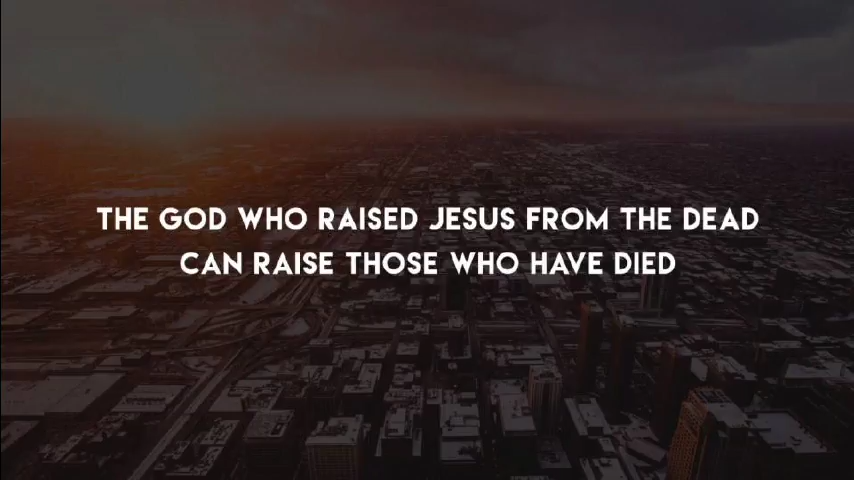 THE GOD WHO RAISED JESUS FROM THE DEAD
CAN RAISE THOSE WHO HAVE DIED